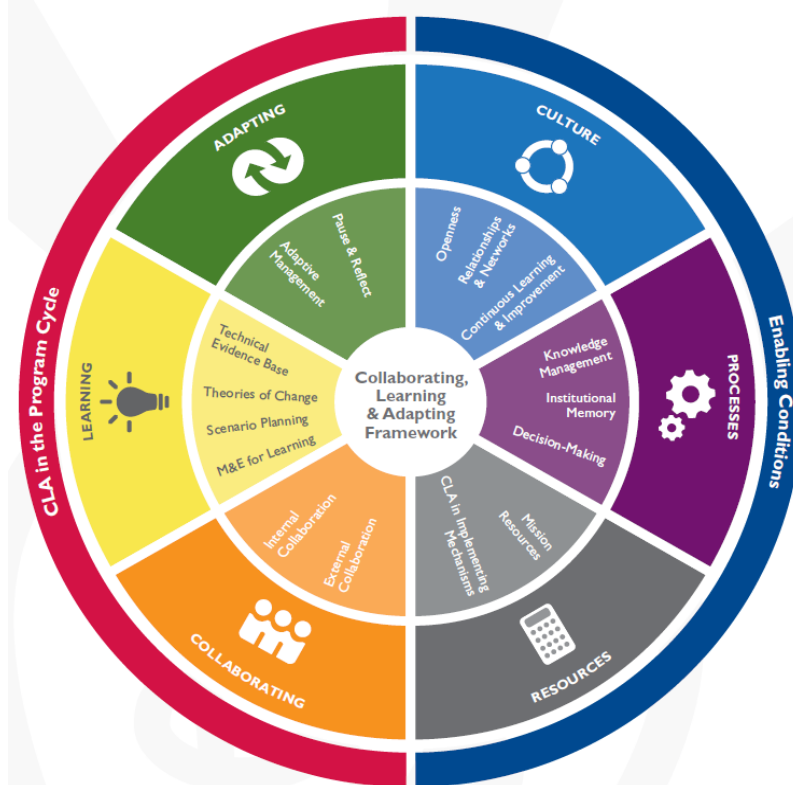 CLA in the Program Cycle
Enabling Conditions
ADAPTING
Adaptive
Management
Pause & Reflect
CULTURE
Openness
Relationships
& Networks
Continuous Learning
& Improvement
LEARNING
Technical
Evidence Base
Theories of Change
Scenario Planning
M&E for Learning
Collaborating,
Learning
& Adapting
Framework
PROCESSES
Knowledge
Management
Institutional
Memory
Decision-Making
COLLABORATING
Internal
Collaboration
External
Collaboration
RESOURCES
CLA in Implementing
Mechanisms
Mission
Resources